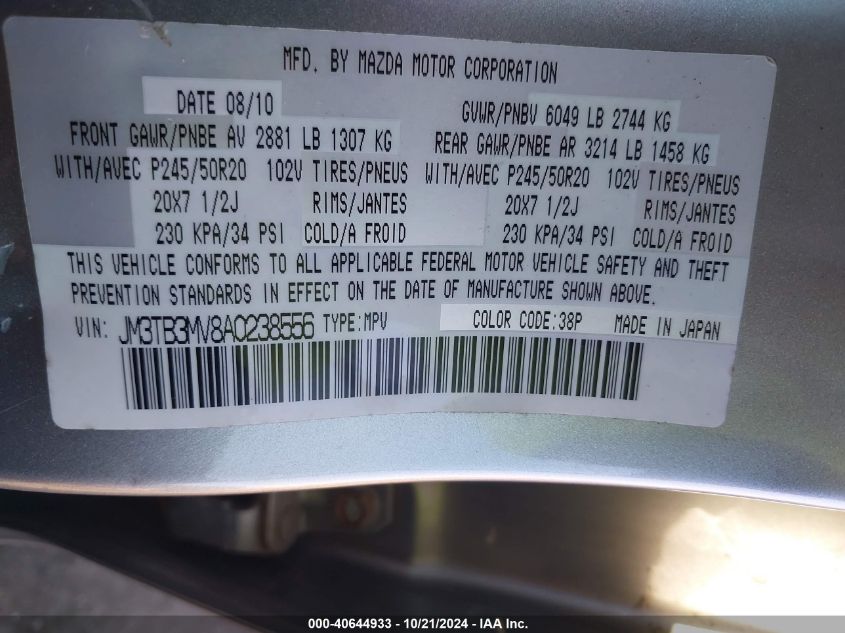 MFD. BY MAZDA MOTOR CORPORATION
DATE 08/10 GVWR/PNBV 6049 LB 2744 KG
FRONT GAWR/PNBE AV 2881 LB 1307 KG REAR GAWR/PNBE AR 3214 LB 1458 KG
WITH/AVEC P245/50R20 102V TIRES/PNEUS WITH/AVEC P245/50R20 102V TIRES/PNEUS
20X7 1/2J RIMS/JANTES 20X7 1/2J RIMS/JANTES
230 KPA/34 PSI COLD/A FROID 230 KPA/34 PSI COLD/A FROID
THIS VEHICLE CONFORMS TO ALL APPLICABLE FEDERAL MOTOR VEHICLE SAFETY AND THEFT
PREVENTION STANDARDS IN EFFECT ON THE DATE OF MANUFACTURE SHOWN ABOVE.
VIN: JM3TB3MV8A0238556 TYPE:MPV COLOR CODE:38P MADE IN JAPAN
000-40644933 - 10/21/2024 - IAA Inc.